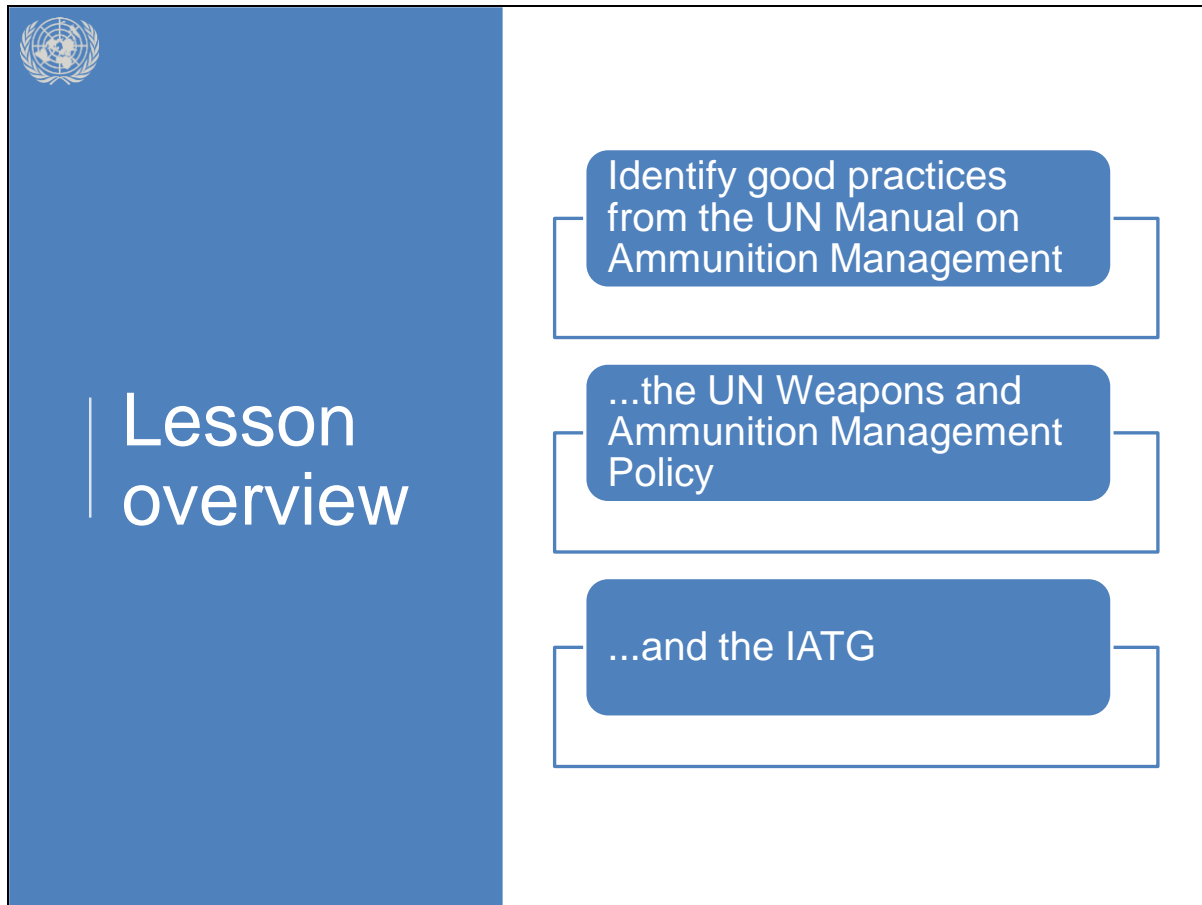 Lesson
overview
Identify good practices
from the UN Manual on
Ammunition Management
...the UN Weapons and
Ammunition Management
Policy
...and the IATG